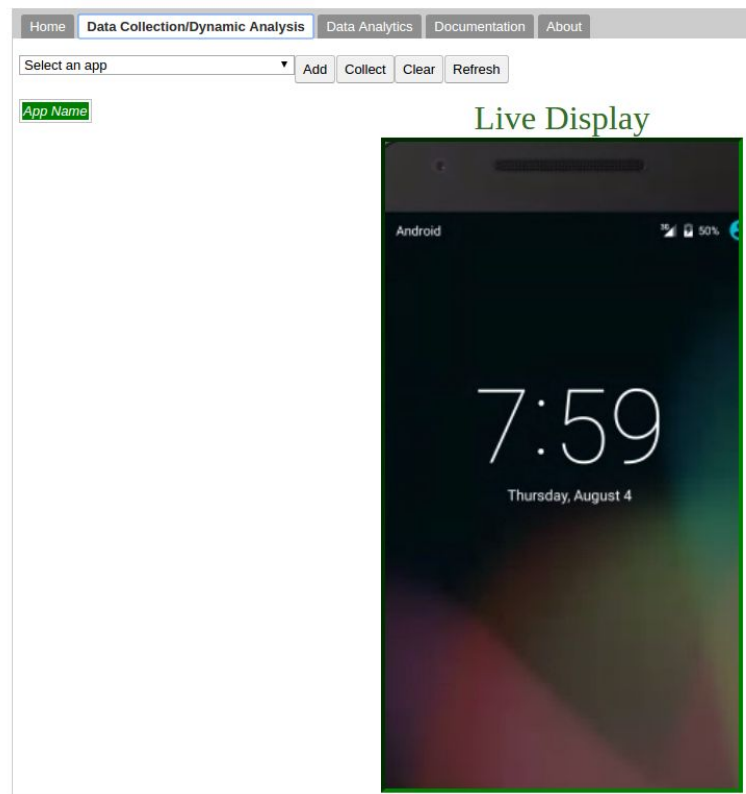 Home Data Collection/Dynamic Analysis Data Analytics Documentation About
Select an app Add Collect Clear Refresh
App Name
Live Display
Android 3G 50%
7:59
Thursday, August 4